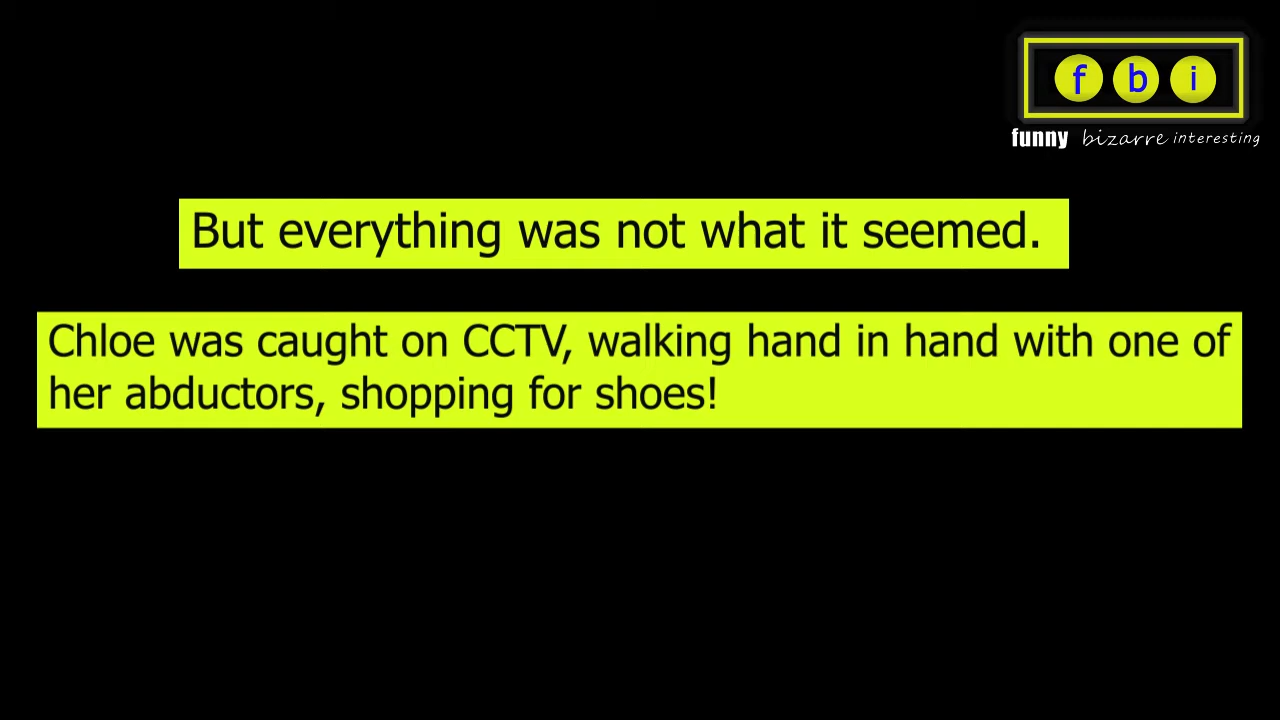 f b i
funny bizarre interesting
But everything was not what it seemed.
Chloe was caught on CCTV, walking hand in hand with one of
her abductors, shopping for shoes!